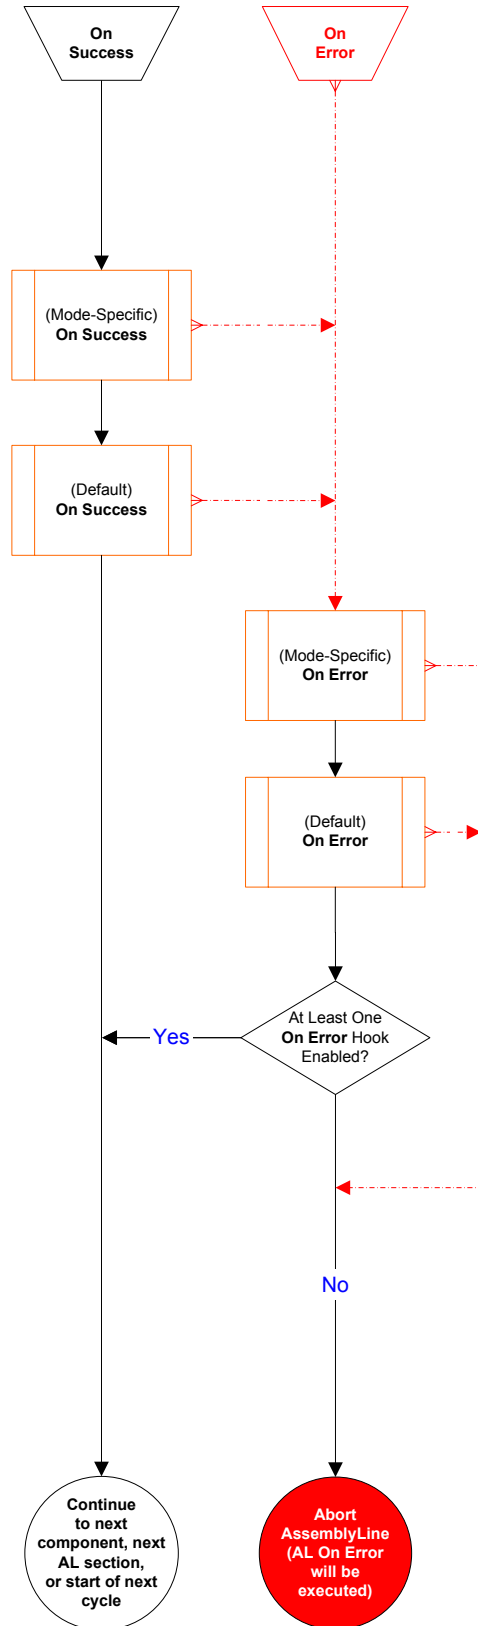 On
Success
On
Error
(Mode-Specific)
On Success
(Default)
On Success
(Mode-Specific)
On Error
(Default)
On Error
At Least One
On Error Hook
Enabled?
Yes
No
Continue
to next
component, next
AL section,
or start of next
cycle
Abort
AssemblyLine
(AL On Error
will be
executed)